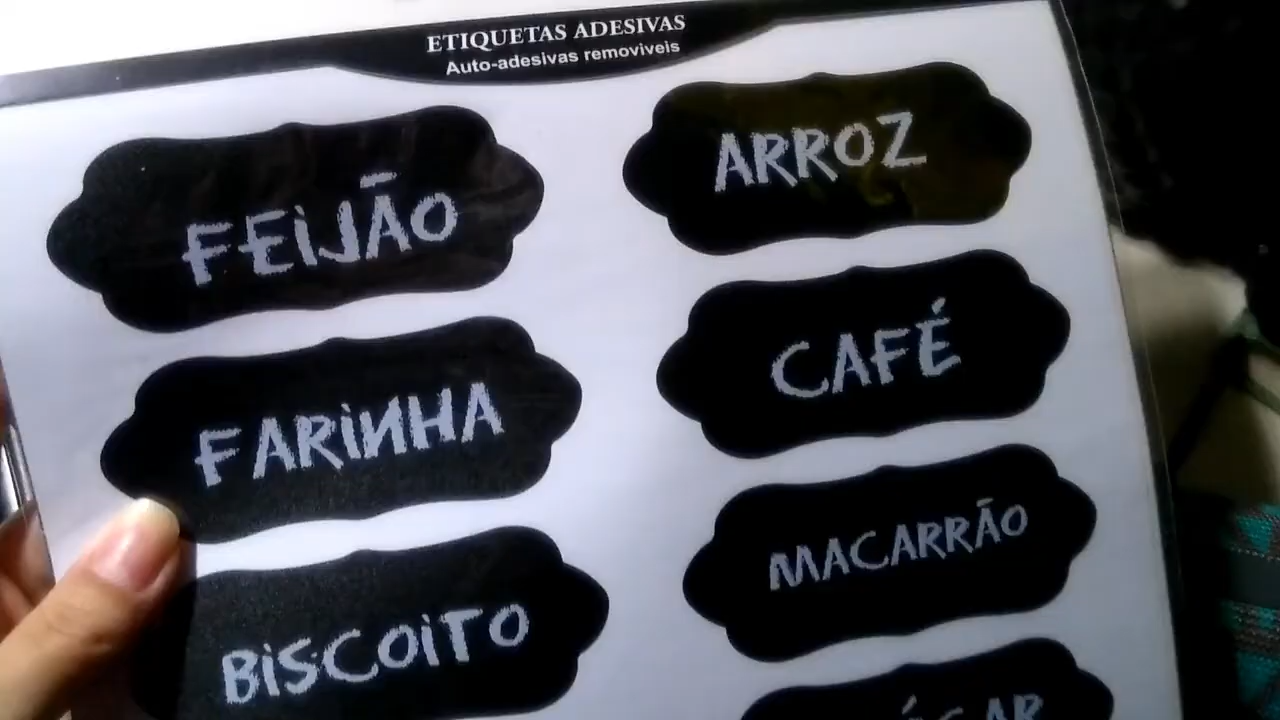 ETIQUETAS ADESIVAS
Auto-adesivas removiveis
FEIJÃO
ARROZ
FARINHA
CAFÉ
BISCOITO
MACARRÃO